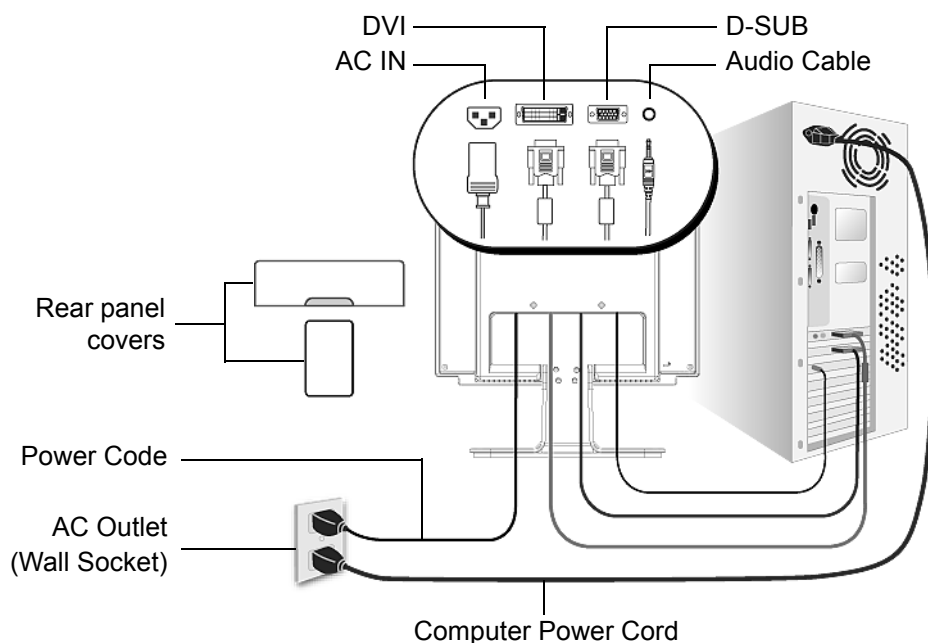 DVI
D-SUB
AC IN
Audio Cable
Rear panel
covers
Power Code
AC Outlet
(Wall Socket)
Computer Power Cord